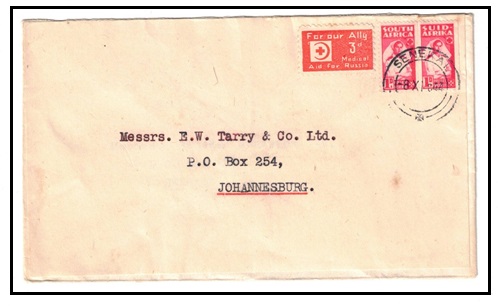 For our Ally
3d
Medical
Aid For Russia
SOUTH AFRICA
SUID-AFRIKA
SENEKAL
Messrs. E.W. Tarry & Co. Ltd.
P.O. Box 254,
JOHANNESBURG.